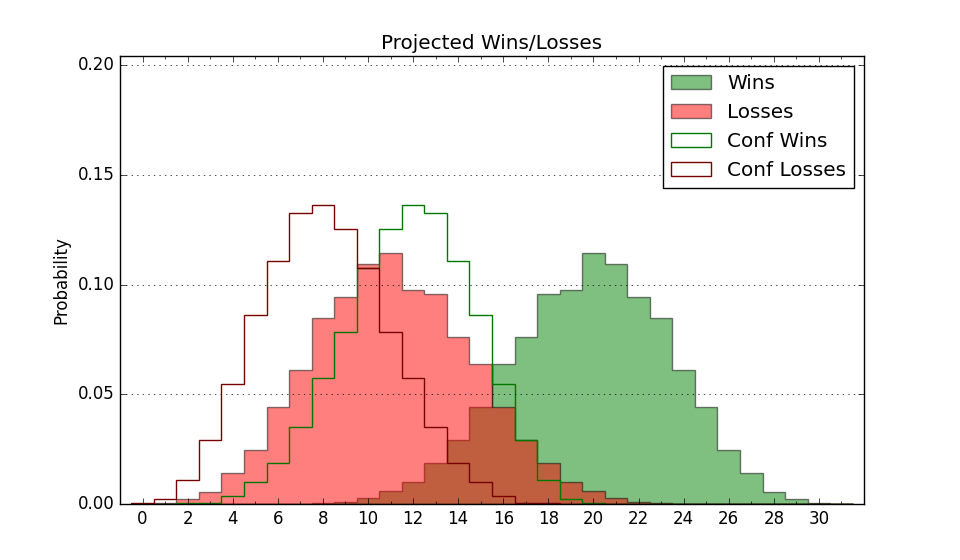 Projected Wins/Losses
0.20
0.15
0.10
0.05
0.00
Probability
Wins
Losses
Conf Wins
Conf Losses
0 2 4 6 8 10 12 14 16 18 20 22 24 26 28 30